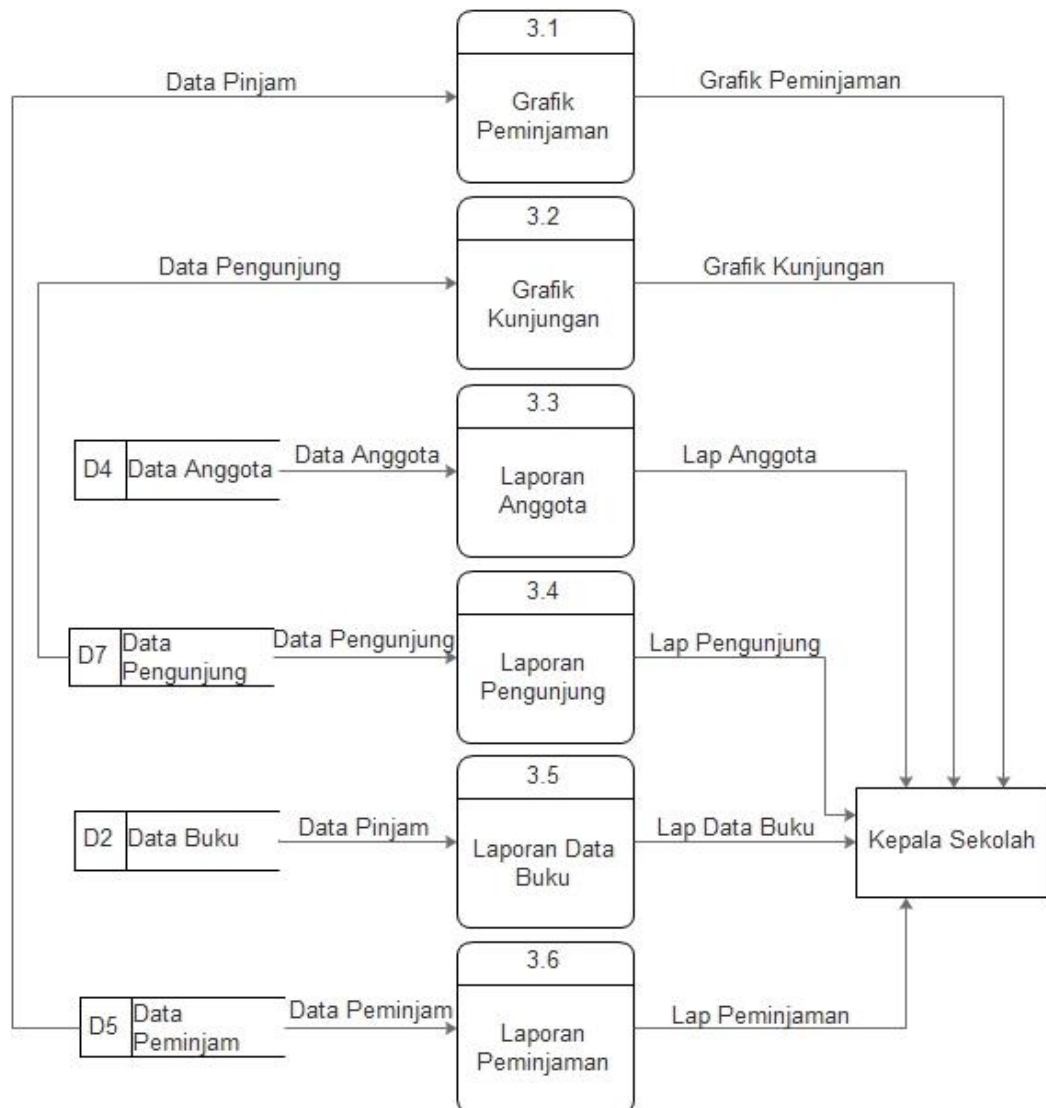 3.1
Data Pinjam
Grafik Peminjaman
Grafik
Peminjaman
3.2
Data Pengunjung
Grafik Kunjungan
Grafik
Kunjungan
3.3
D4
Data Anggota
Data Anggota
Lap Anggota
Laporan
Anggota
3.4
D7
Data
Pengunjung
Data Pengunjung
Lap Pengunjung
Laporan
Pengunjung
3.5
D2
Data Buku
Data Pinjam
Lap Data Buku
Kepala Sekolah
Laporan Data
Buku
3.6
D5
Data
Peminjam
Data Peminjam
Lap Peminjaman
Laporan
Peminjaman